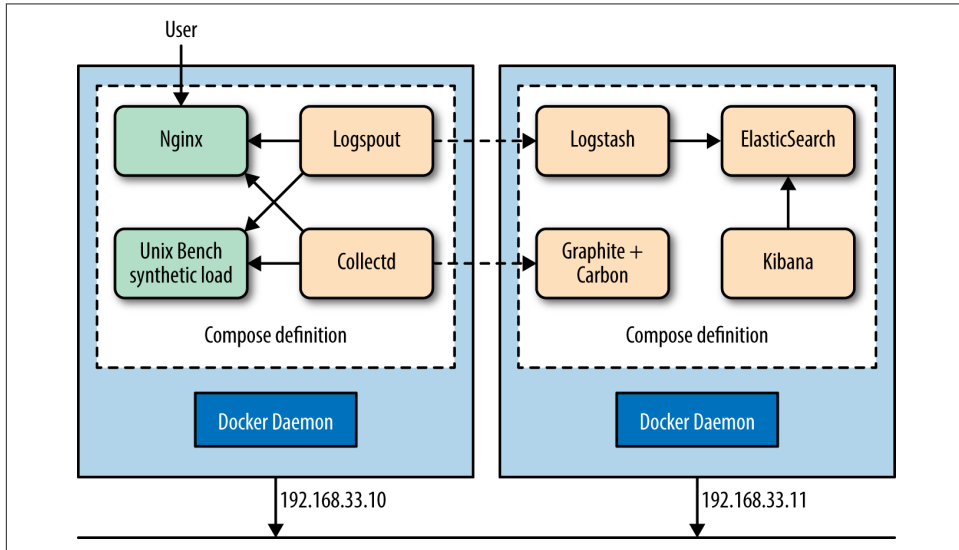 User
Nginx
Logspout
Logstash
ElasticSearch
Unix Bench
synthetic load
Collectd
Graphite +
Carbon
Kibana
Compose definition
Compose definition
Docker Daemon
Docker Daemon
192.168.33.10
192.168.33.11